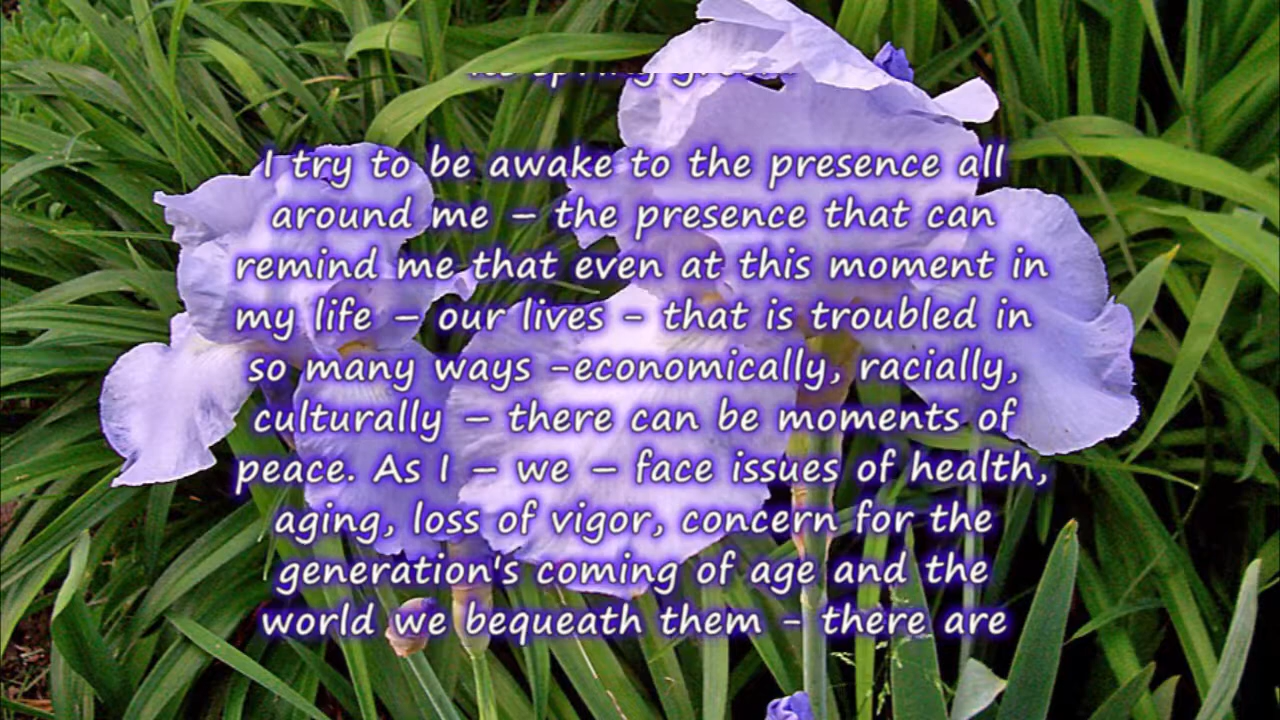 I try to be awake to the presence all
around me – the presence that can
remind me that even at this moment in
my life – our lives - that is troubled in
so many ways -economically, racially,
culturally – there can be moments of
peace. As I – we – face issues of health,
aging, loss of vigor, concern for the
generation's coming of age and the
world we bequeath them - there are